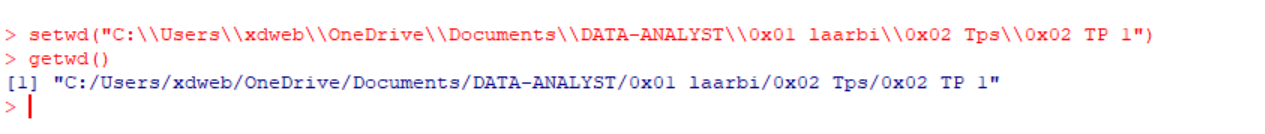 > setwd("C:\\Users\\xdweb\\OneDrive\\Documents\\DATA-ANALYST\\0x01 laarbi\\0x02 Tps\\0x02 TP 1")
> getwd()
[1] "C:/Users/xdweb/OneDrive/Documents/DATA-ANALYST/0x01 laarbi/0x02 Tps/0x02 TP 1"
>